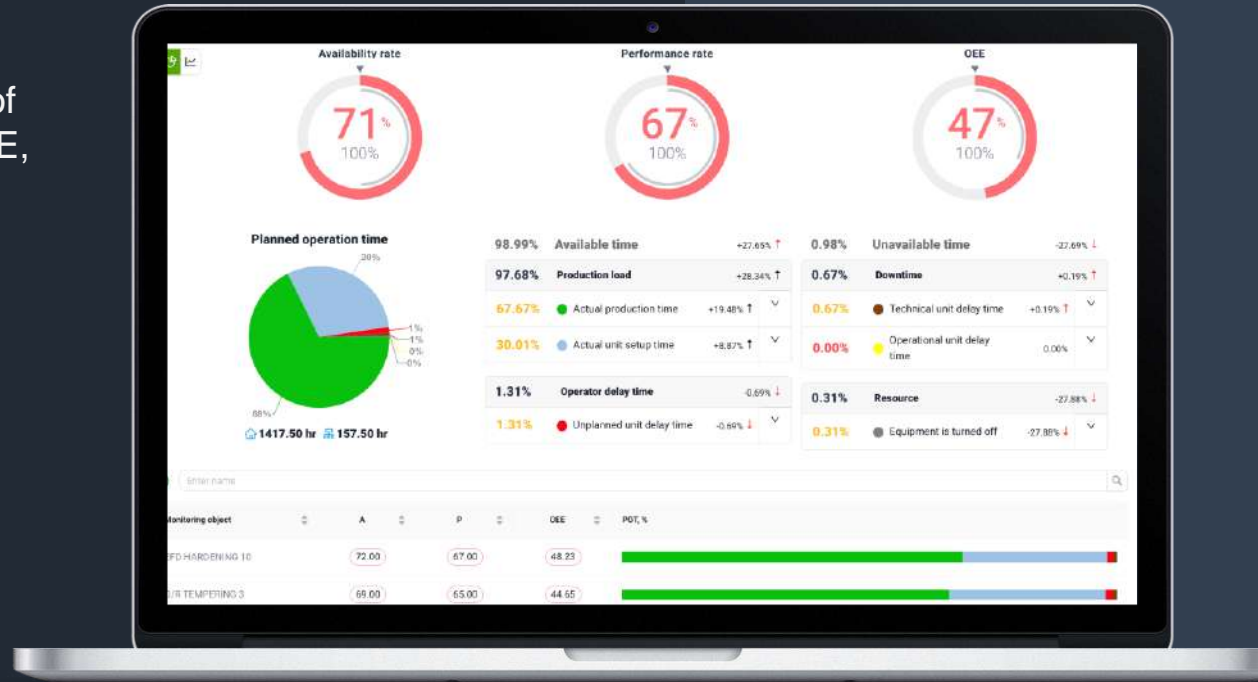 of
E,
Availability rate
Performance rate
OEE
71%
100%
67%
100%
47%
100%
Planned operation time
1%
1%
0%
0%
68%
1417.50 hr 157.50 hr
98.99% Available time +27.65% ↑
97.68% Production load +28.34% ↑
67.67% Actual production time +19.48% ↑
30.01% Actual unit setup time +8.87% ↑
1.31% Operator delay time -0.69% ↓
1.31% Unplanned unit delay time -0.69% ↓
0.98% Unavailable time -27.69% ↓
0.67% Downtime +0.19% ↑
0.67% Technical unit delay time +0.19% ↑
0.00% Operational unit delay
time 0.00%
0.31% Resource -27.88% ↓
0.31% Equipment is turned off -27.88% ↓
Enter name
Monitoring object A P OEE POT, %
HARDENING 10 72.00 67.00 48.23
TEMPERING 3 69.00 65.00 44.65